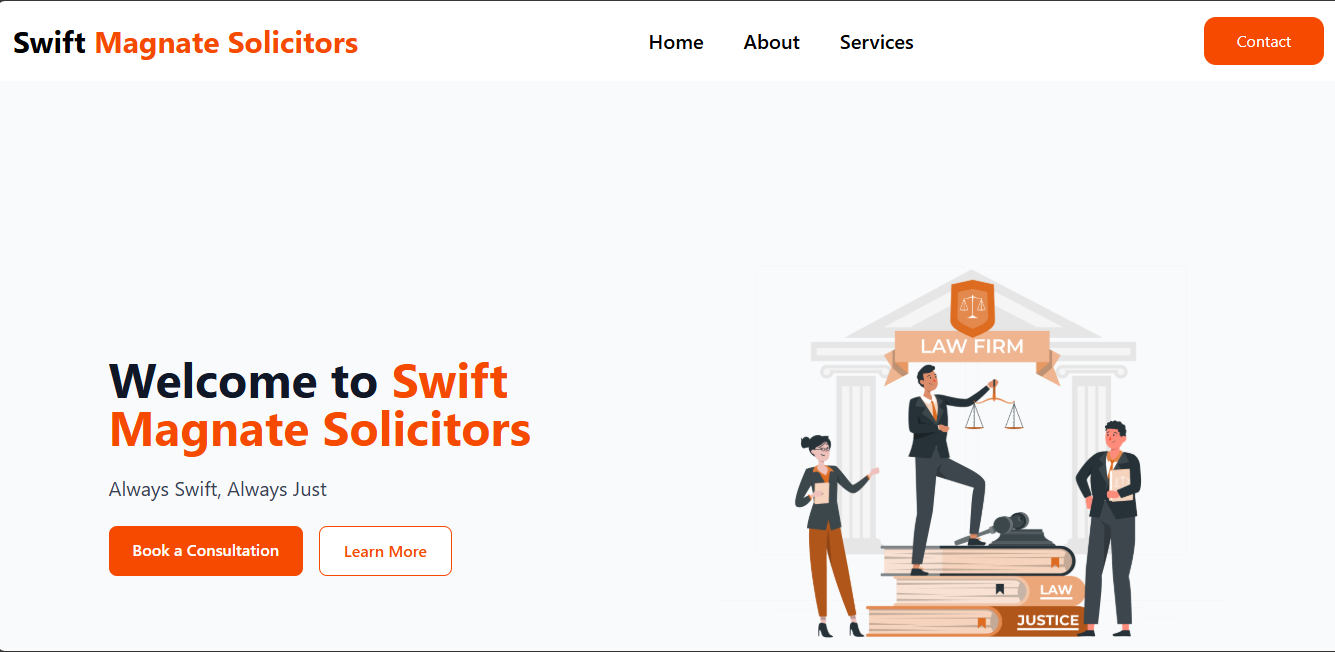 Swift Magnate Solicitors
Home About Services
Contact
Welcome to Swift
Magnate Solicitors
Always Swift, Always Just
Book a Consultation
Learn More
LAW FIRM
LAW
JUSTICE